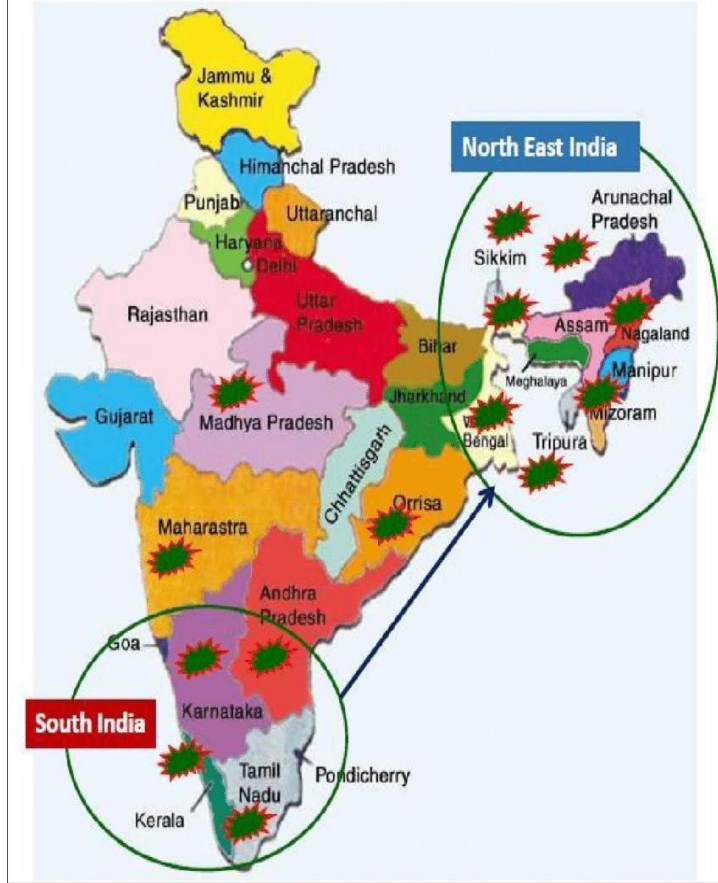 Jammu &
Kashmir
North East India
Himanchal Pradesh
Punjab
Uttaranchal
Arunachal
Pradesh
Haryana
Delhi
Sikkim
Rajasthan
Uttar
Pradesh
Assam
Nagaland
Bihar
Meghalaya
Manipur
Jharkhand
Gujarat
Madhya Pradesh
Mizoram
Bengal
Tripura
Chhattisgarh
Orrisa
Maharastra
Andhra
Pradesh
Goa
South India
Karnataka
Tamil
Nadu
Pondicherry
Kerala